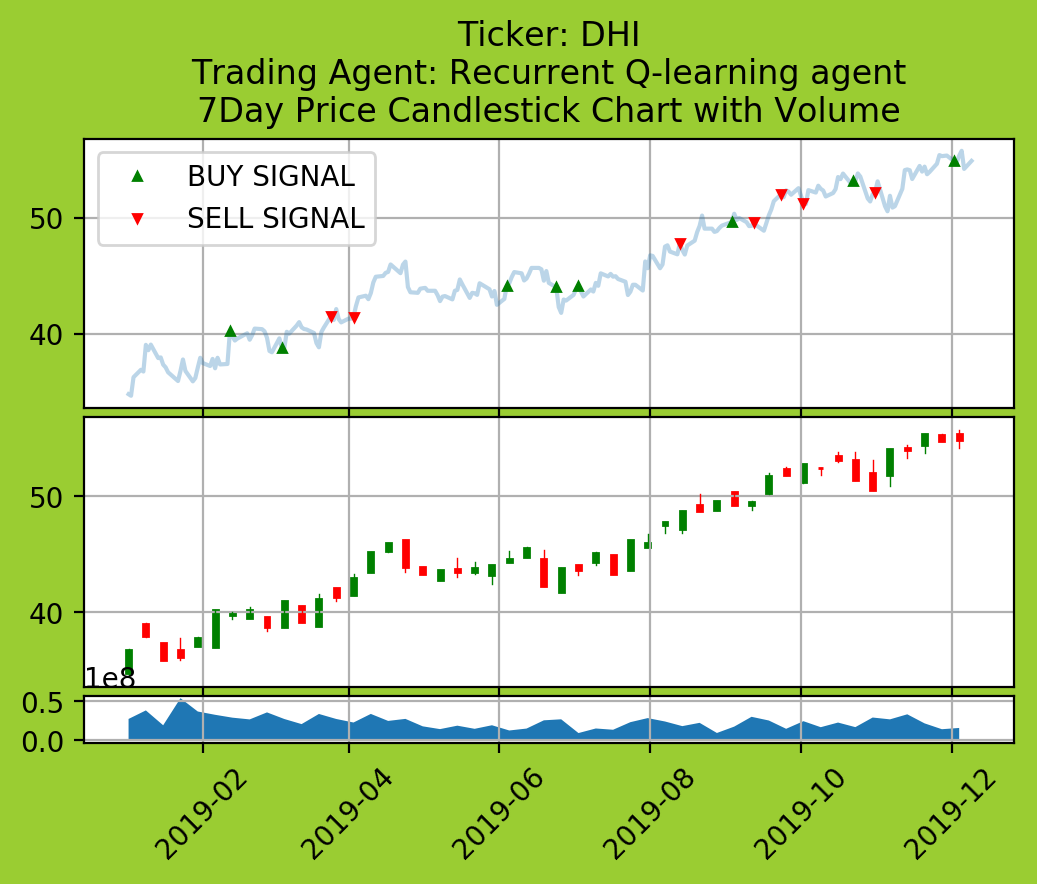 Ticker: DHI
Trading Agent: Recurrent Q-learning agent
7Day Price Candlestick Chart with Volume
BUY SIGNAL
SELL SIGNAL
50
40
50
40
1e8
0.5
0.0
2019-02
2019-04
2019-06
2019-08
2019-10
2019-12